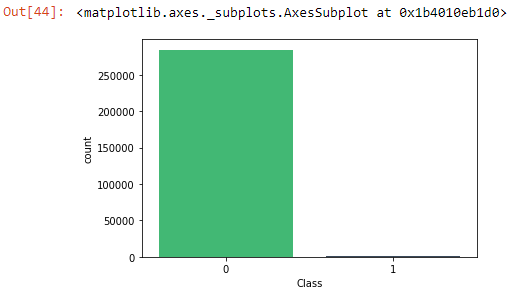 Out[44]: <matplotlib.axes._subplots.AxesSubplot at 0x1b4010eb1d0>
250000
200000
150000
100000
50000
0
count
0 1
Class